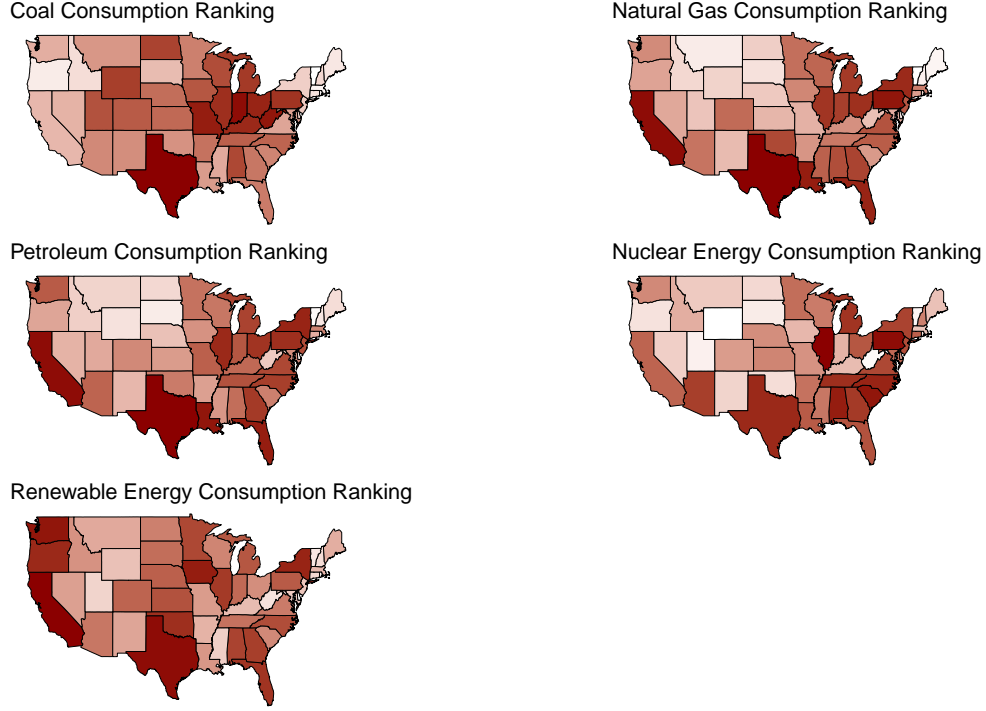 Coal Consumption Ranking
Natural Gas Consumption Ranking
Petroleum Consumption Ranking
Nuclear Energy Consumption Ranking
Renewable Energy Consumption Ranking